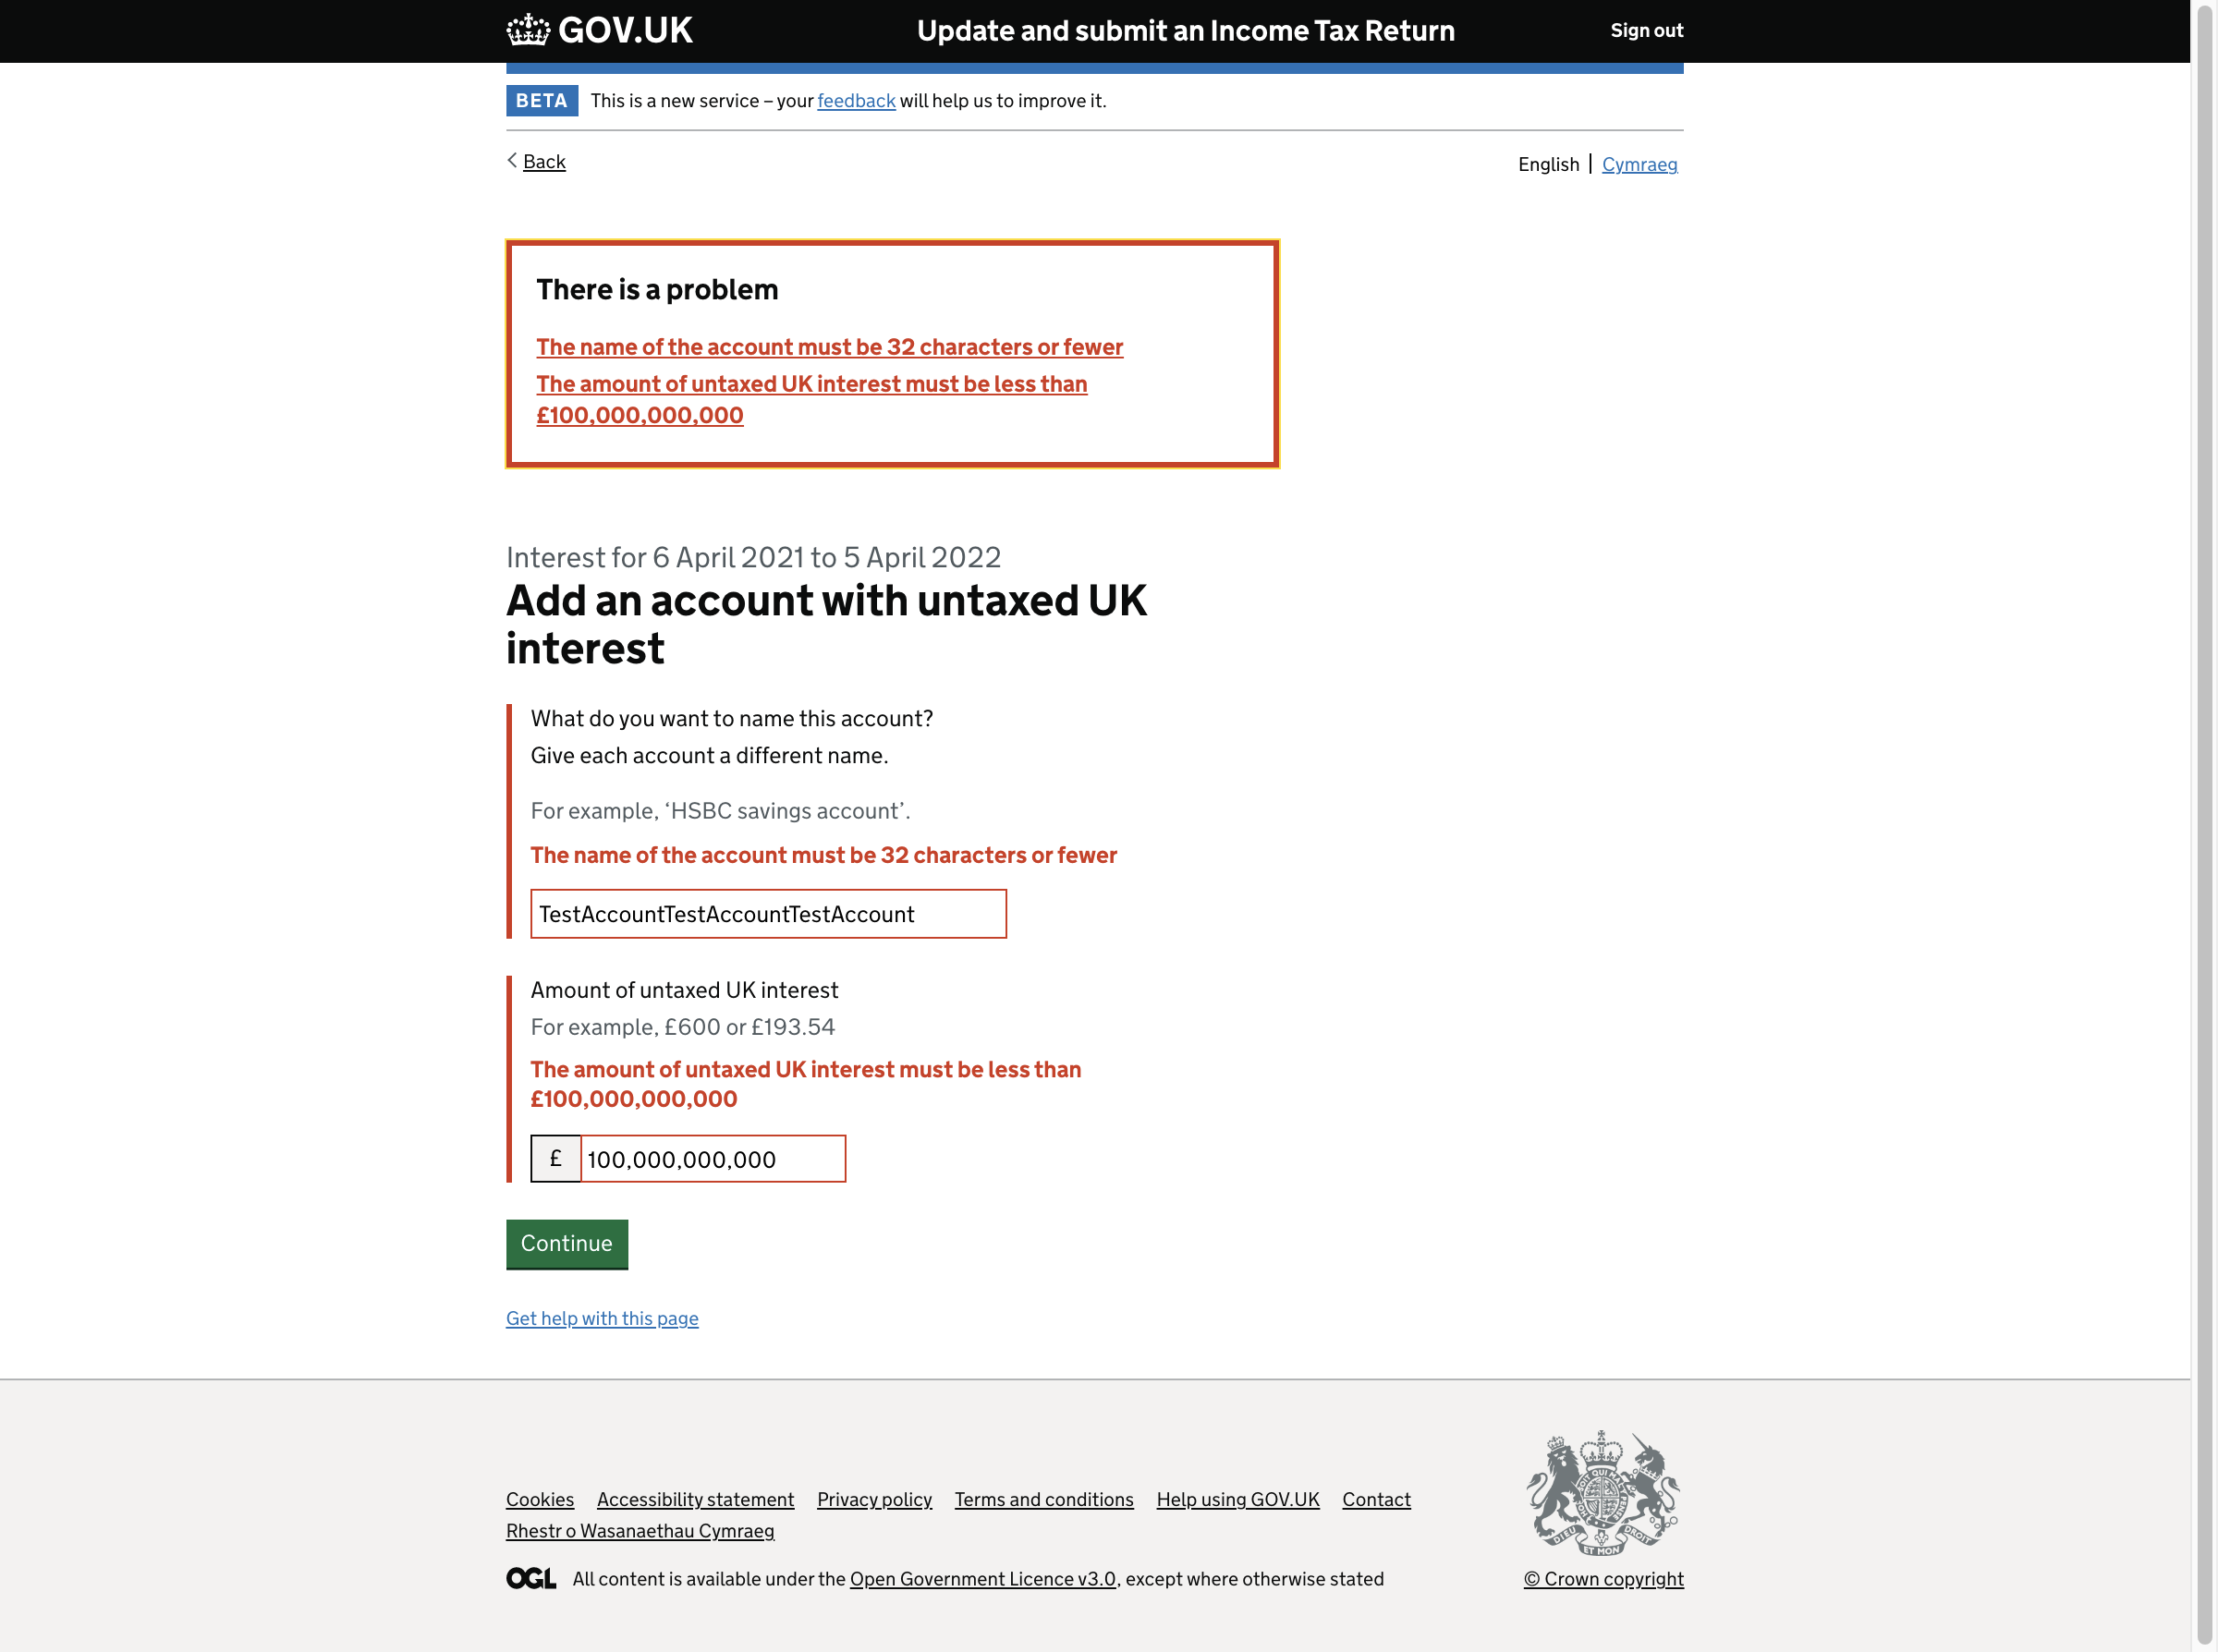 GOV.UK
Update and submit an Income Tax Return
Sign out
BETA
This is a new service – your feedback will help us to improve it.
Back
English | Cymraeg
There is a problem
The name of the account must be 32 characters or fewer
The amount of untaxed UK interest must be less than
£100,000,000,000
Interest for 6 April 2021 to 5 April 2022
Add an account with untaxed UK
interest
What do you want to name this account?
Give each account a different name.
For example, ‘HSBC savings account’.
The name of the account must be 32 characters or fewer
TestAccountTestAccountTestAccount
Amount of untaxed UK interest
For example, £600 or £193.54
The amount of untaxed UK interest must be less than
£100,000,000,000
£ 100,000,000,000
Continue
Get help with this page
Cookies Accessibility statement Privacy policy Terms and conditions Help using GOV.UK Contact
Rhestr o Wasanaethau Cymraeg
OGL All content is available under the Open Government Licence v3.0, except where otherwise stated
DIEU ET MON DROIT
© Crown copyright